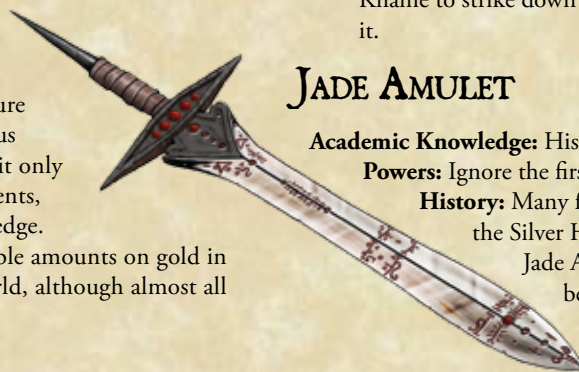 ure
us
it only
ents,
edge.
ble amounts on gold in
rld, although almost all
to strike down
it.
JADE AMULET
Academic Knowledge: His
Powers: Ignore the firs
History: Many f
the Silver H
Jade A
be